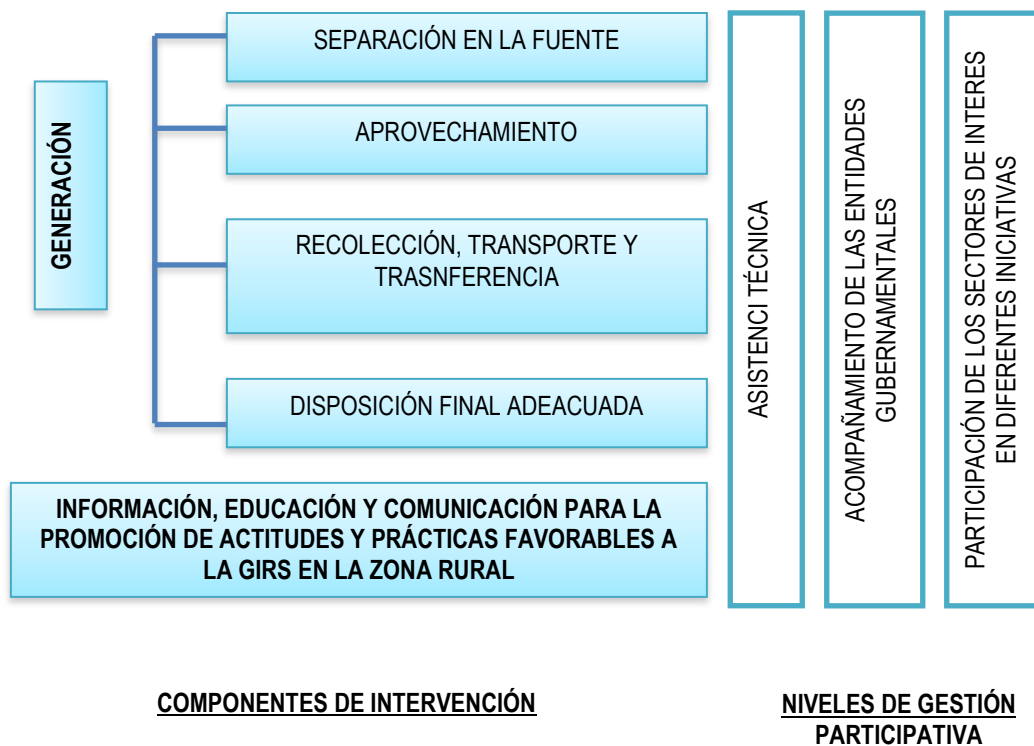 GENERACIÓN
SEPARACIÓN EN LA FUENTE
APROVECHAMIENTO
RECOLECCIÓN, TRANSPORTE Y
TRASNFERENCIA
DISPOSICIÓN FINAL ADEACUADA
INFORMACIÓN, EDUCACIÓN Y COMUNICACIÓN PARA LA
PROMOCIÓN DE ACTITUDES Y PRÁCTICAS FAVORABLES A
LA GIRS EN LA ZONA RURAL
ASISTENCI TÉCNICA
ACOMPAÑAMIENTO DE LAS ENTIDADES
GUBERNAMENTALES
PARTICIPACIÓN DE LOS SECTORES DE INTERES
EN DIFERENTES INICIATIVAS
COMPONENTES DE INTERVENCIÓN
NIVELES DE GESTIÓN
PARTICIPATIVA